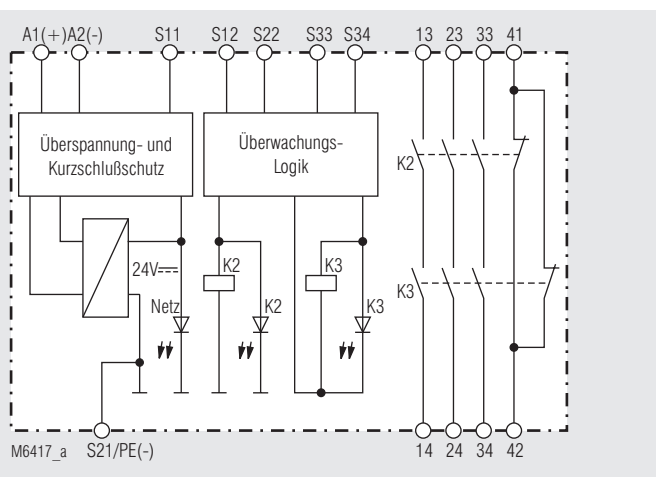 A1(+)A2(-) S11 S12 S22 S33 S34 13 23 33 41
Überspannung- und
Kurzschlußschutz
Überwachungs-
Logik
K2
24V
K2
K3
K3
Netz
K2
K3
M6417_a S21/PE(-) 14 24 34 42